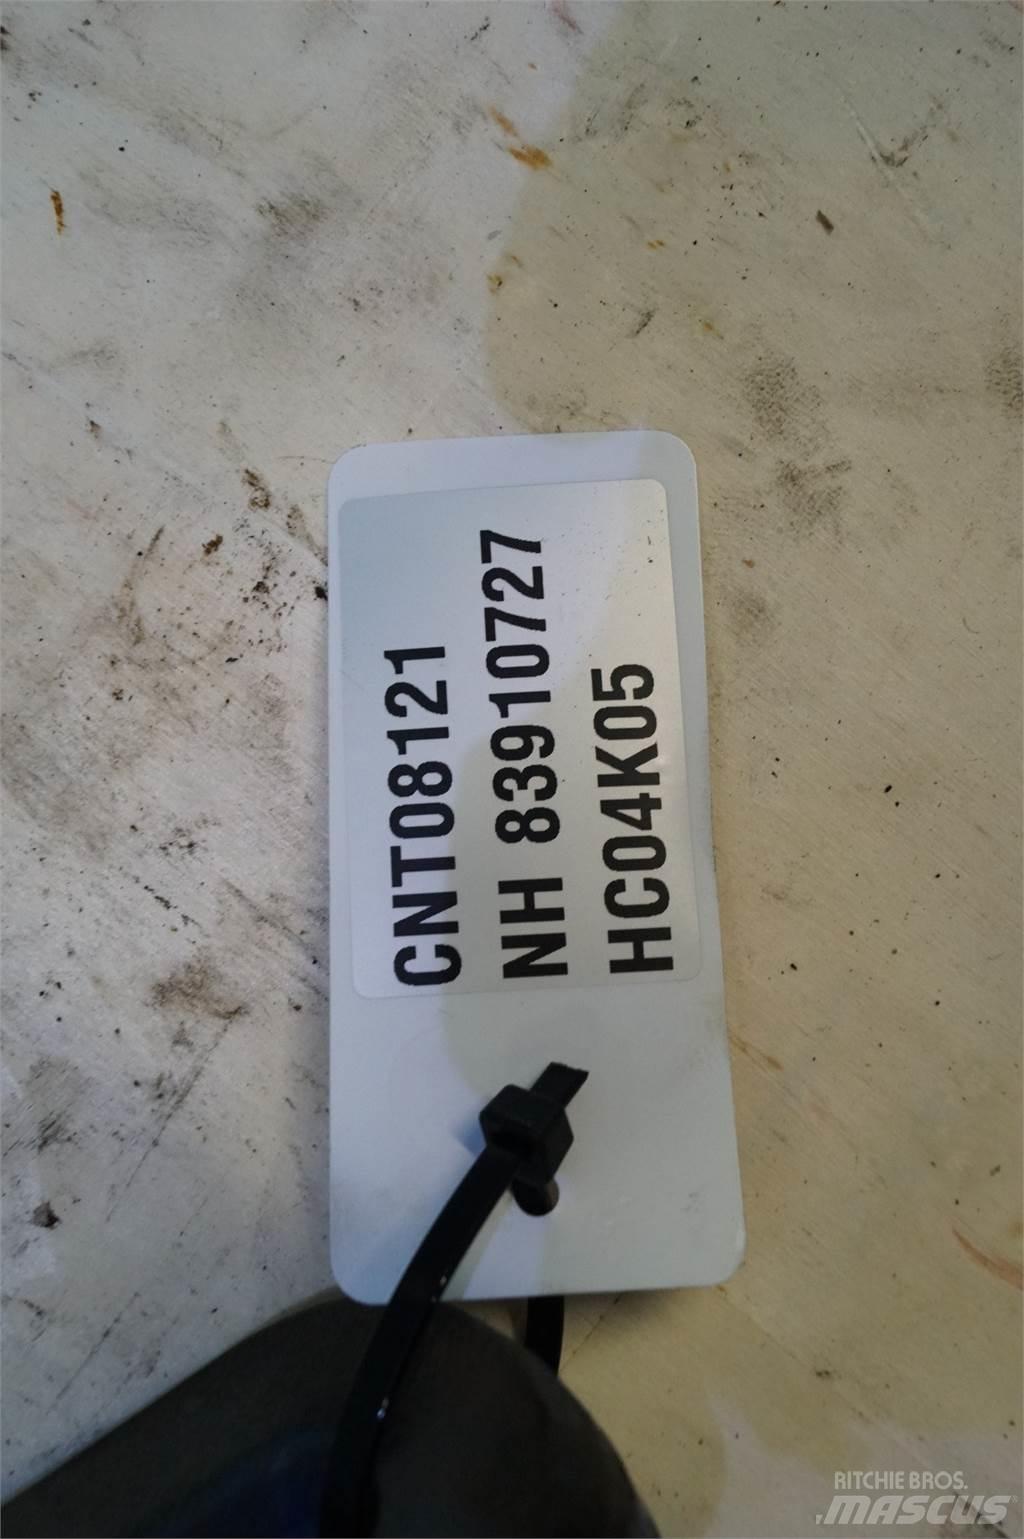 CNT08121
NH 83910727
HC04K05
RITCHIE BROS.
MASCUS